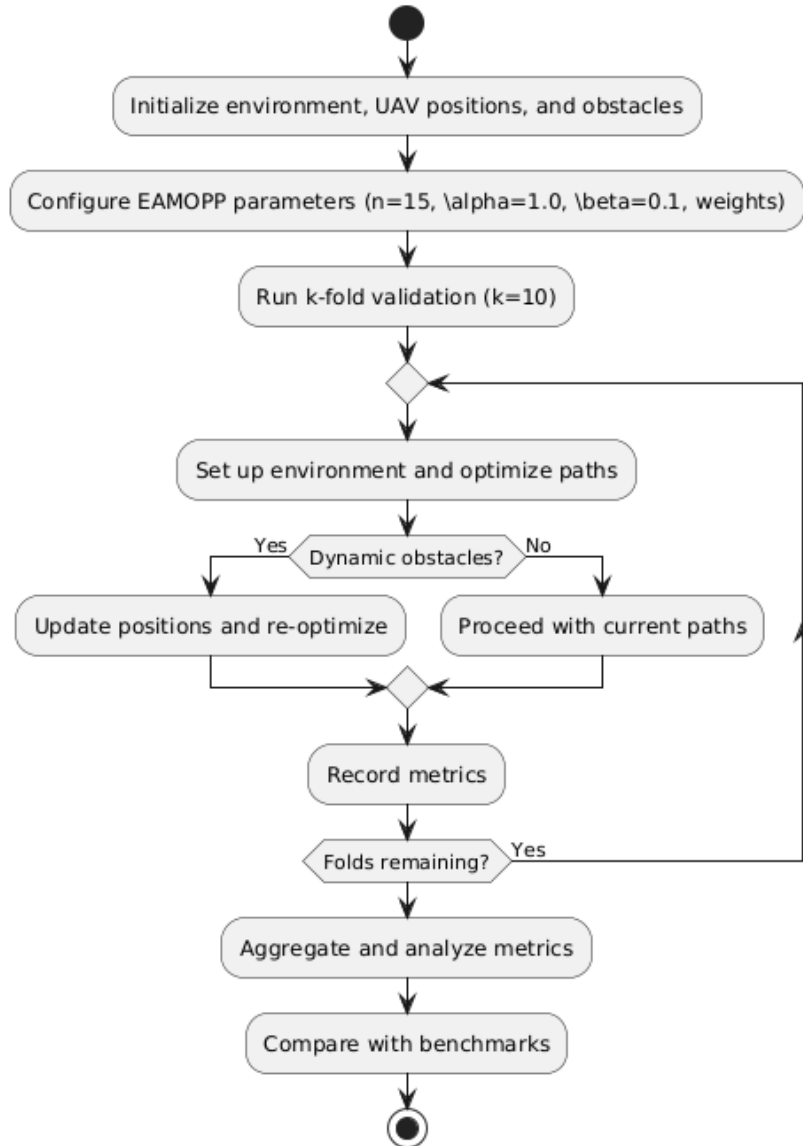 Initialize environment, UAV positions, and obstacles
Configure EAMOPP parameters (n=15, \alpha=1.0, \beta=0.1, weights)
Run k-fold validation (k=10)
Set up environment and optimize paths
Yes
Dynamic obstacles?
No
Update positions and re-optimize
Proceed with current paths
Record metrics
Folds remaining?
Yes
Aggregate and analyze metrics
Compare with benchmarks